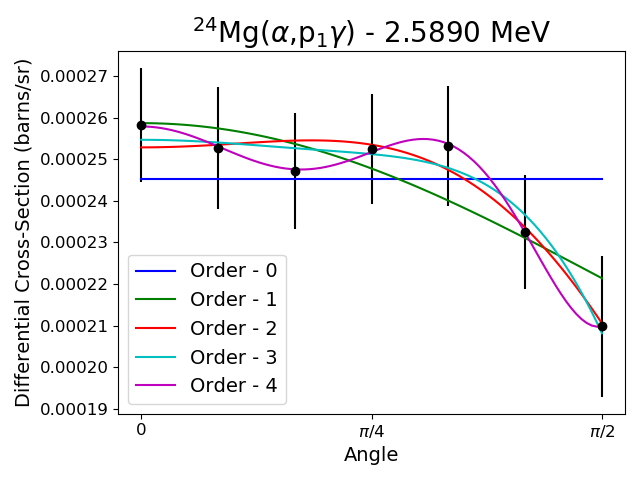 ²⁴Mg(α,p₁γ) - 2.5890 MeV
Differential Cross-Section (barns/sr)
0.00027
0.00026
0.00025
0.00024
0.00023
0.00022
0.00021
0.00020
0.00019
Order - 0
Order - 1
Order - 2
Order - 3
Order - 4
0 π/4 π/2
Angle